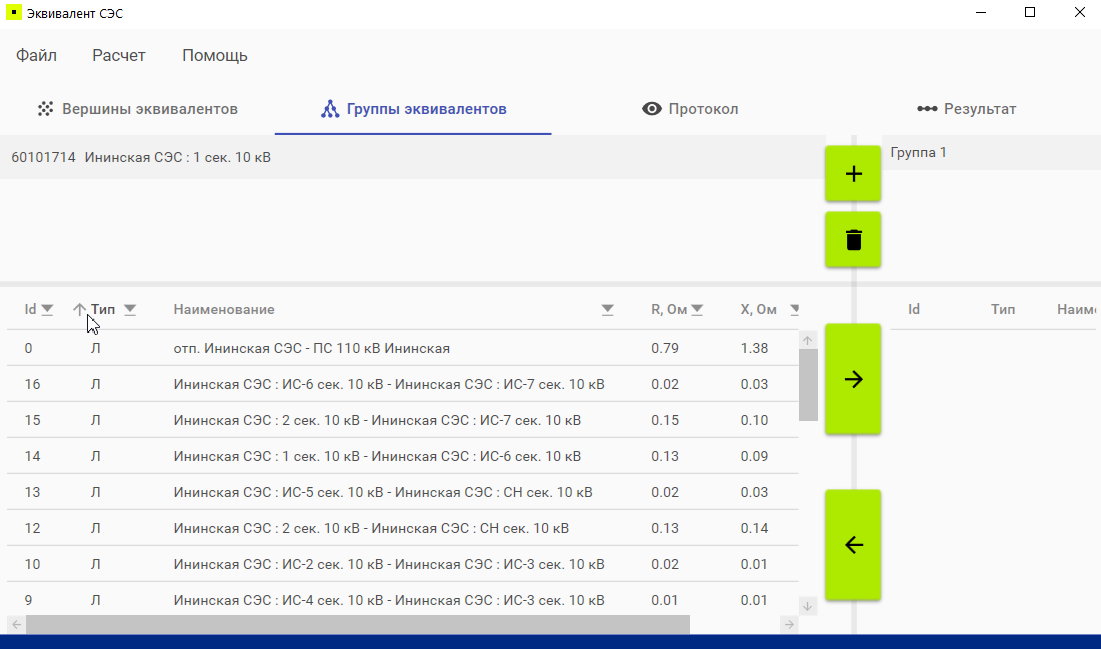 Эквивалент СЭС
Файл Расчет Помощь
Вершины эквивалентов Группы эквивалентов Протокол Результат
60101714 Ининская СЭС : 1 сек. 10 кВ
Группа 1
Id Тип Наименование R, Ом X, Ом Id Тип Наим
0 Л отп. Ининская СЭС - ПС 110 кВ Ининская 0.79 1.38
16 Л Ининская СЭС : ИС-6 сек. 10 кВ - Ининская СЭС : ИС-7 сек. 10 кВ 0.02 0.03
15 Л Ининская СЭС : 2 сек. 10 кВ - Ининская СЭС : ИС-7 сек. 10 кВ 0.15 0.10
14 Л Ининская СЭС : 1 сек. 10 кВ - Ининская СЭС : ИС-6 сек. 10 кВ 0.13 0.09
13 Л Ининская СЭС : ИС-5 сек. 10 кВ - Ининская СЭС : СН сек. 10 кВ 0.02 0.03
12 Л Ининская СЭС : 2 сек. 10 кВ - Ининская СЭС : СН сек. 10 кВ 0.13 0.14
10 Л Ининская СЭС : ИС-2 сек. 10 кВ - Ининская СЭС : ИС-3 сек. 10 кВ 0.02 0.01
9 Л Ининская СЭС : ИС-4 сек. 10 кВ - Ининская СЭС : ИС-3 сек. 10 кВ 0.01 0.01